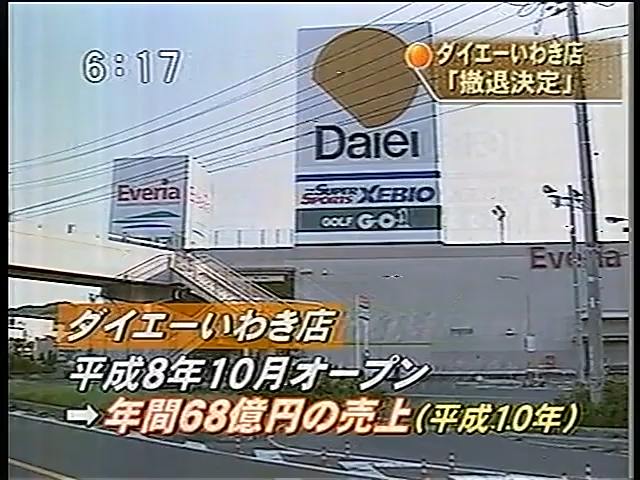 6:17
ダイエーいわき店
「撤退決定」
Daiei
Everia
SUPER SPORTS XEBIO
GOLF GO1
Everia
ダイエーいわき店
平成8年10月オープン
➡年間68億円の売上(平成10年)